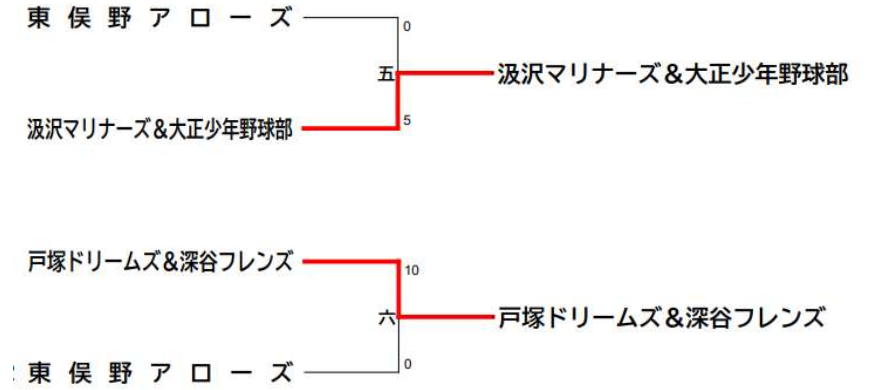 東俣野アローズ
0
五
汲沢マリナーズ&大正少年野球部
汲沢マリナーズ&大正少年野球部
5
戸塚ドリームズ&深谷フレンズ
10
六
戸塚ドリームズ&深谷フレンズ
東俣野アローズ
0